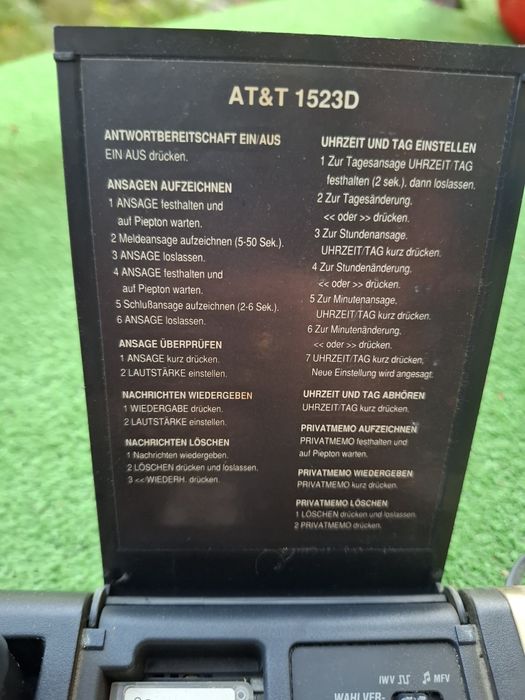 AT&T 1523D
ANTWORTBEREITSCHAFT EIN/AUS
EIN/AUS drücken.
ANSAGEN AUFZEICHNEN
1 ANSAGE festhalten und
auf Piepton warten.
2 Meldeansage aufzeichnen (5-50 Sek.).
3 ANSAGE loslassen.
4 ANSAGE festhalten und
auf Piepton warten.
5 Schlußansage aufzeichnen (2-6 Sek.).
6 ANSAGE loslassen.
ANSAGE ÜBERPRÜFEN
1 ANSAGE kurz drücken.
2 LAUTSTÄRKE einstellen.
NACHRICHTEN WIEDERGEBEN
1 WIEDERGABE drücken.
2 LAUTSTÄRKE einstellen.
NACHRICHTEN LÖSCHEN
1 Nachrichten wiedergeben.
2 LÖSCHEN drücken und loslassen.
3 <</WIEDERH. drücken.
UHRZEIT UND TAG EINSTELLEN
1 Zur Tagesansage UHRZEIT/TAG
festhalten (2 sek.), dann loslassen.
2 Zur Tagesänderung,
<< oder >> drücken.
3 Zur Stundenansage,
UHRZEIT/TAG kurz drücken.
4 Zur Stundenänderung,
<< oder >> drücken.
5 Zur Minutenansage,
UHRZEIT/TAG kurz drücken.
6 Zur Minutenänderung,
<< oder >> drücken.
7 UHRZEIT/TAG kurz drücken,
Neue Einstellung wird angesagt.
UHRZEIT UND TAG ABHÖREN
UHRZEIT/TAG kurz drücken.
PRIVATMEMO AUFZEICHNEN
PRIVATMEMO festhalten und
auf Piepton warten.
PRIVATMEMO WIEDERGEBEN
PRIVATMEMO kurz drücken.
PRIVATMEMO LÖSCHEN
1 LÖSCHEN drücken und loslassen.
2 PRIVATMEMO drücken.
IWV MFV
WAHLVER-